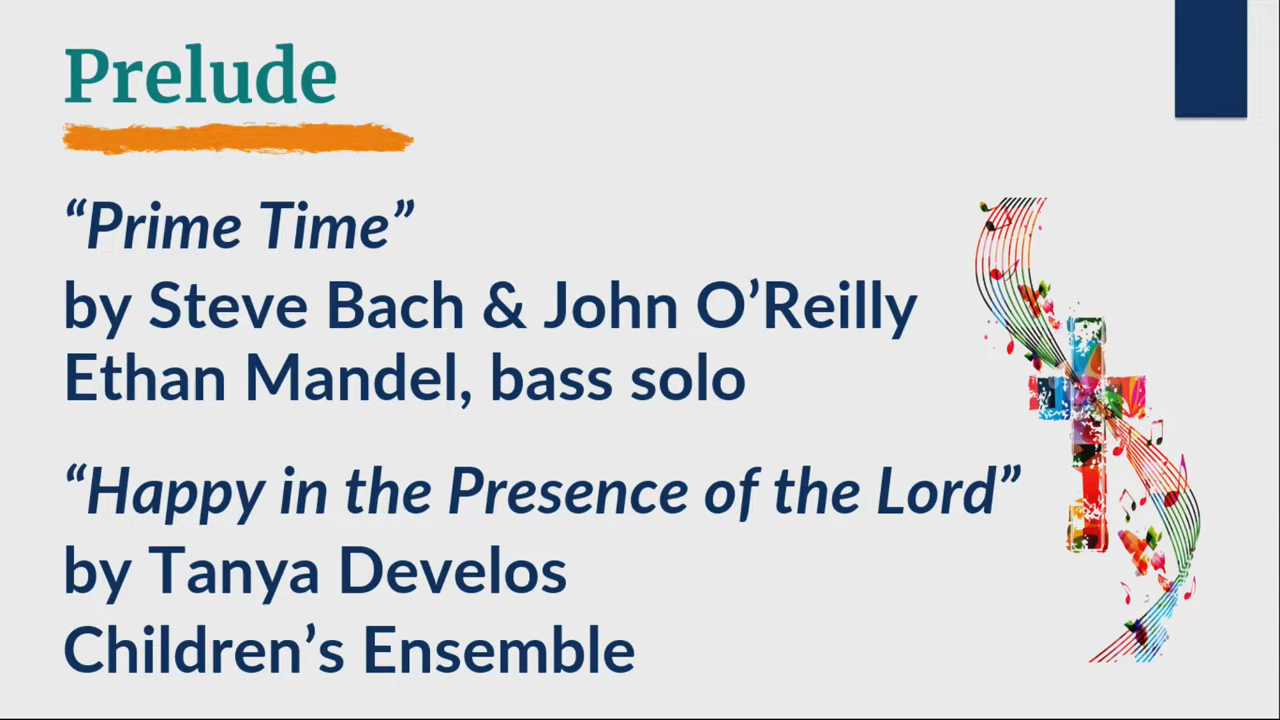 Prelude
“Prime Time”
by Steve Bach & John O’Reilly
Ethan Mandel, bass solo
“Happy in the Presence of the Lord”
by Tanya Develos
Children’s Ensemble